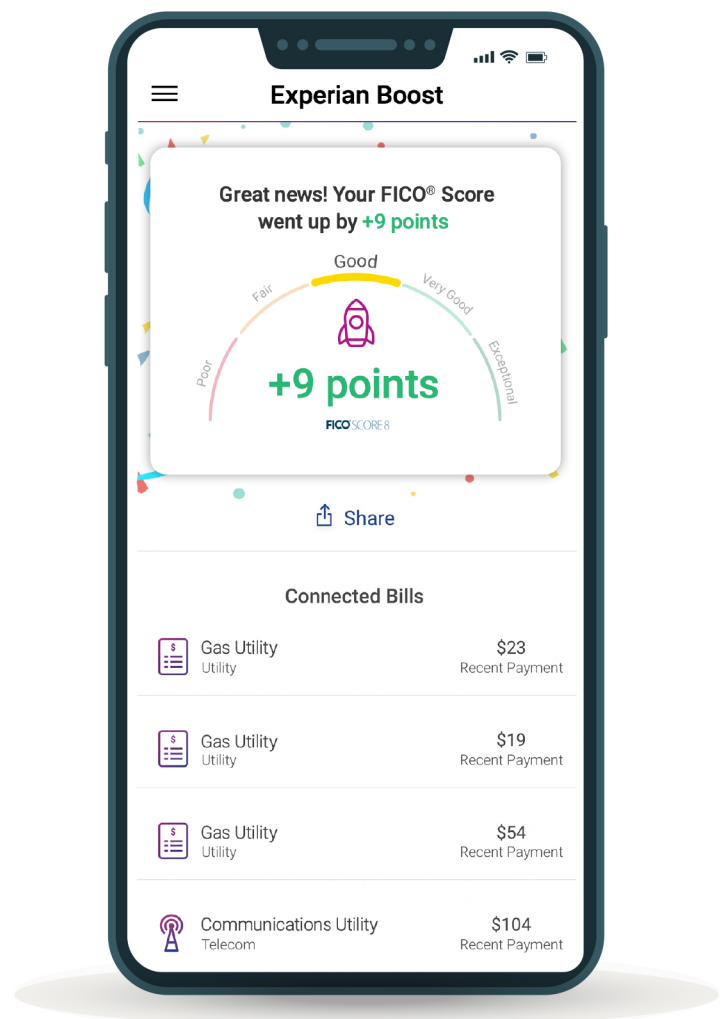 Experian Boost
Great news! Your FICO® Score
went up by +9 points
Good
Fair
Very Good
Poor
Exceptional
+9 points
FICO® SCORE 8
Share
Connected Bills
Gas Utility
$23
Utility
Recent Payment
Gas Utility
$19
Utility
Recent Payment
Gas Utility
$54
Utility
Recent Payment
Communications Utility
$104
Telecom
Recent Payment